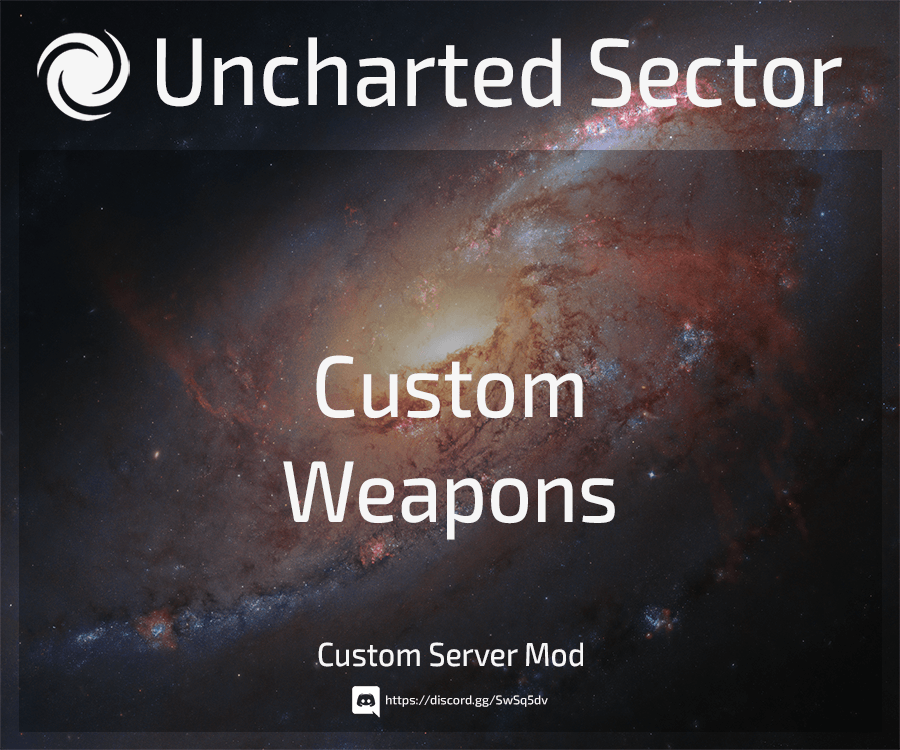 Uncharted Sector
Custom
Weapons
Custom Server Mod
https://discord.gg/SwSq5dv